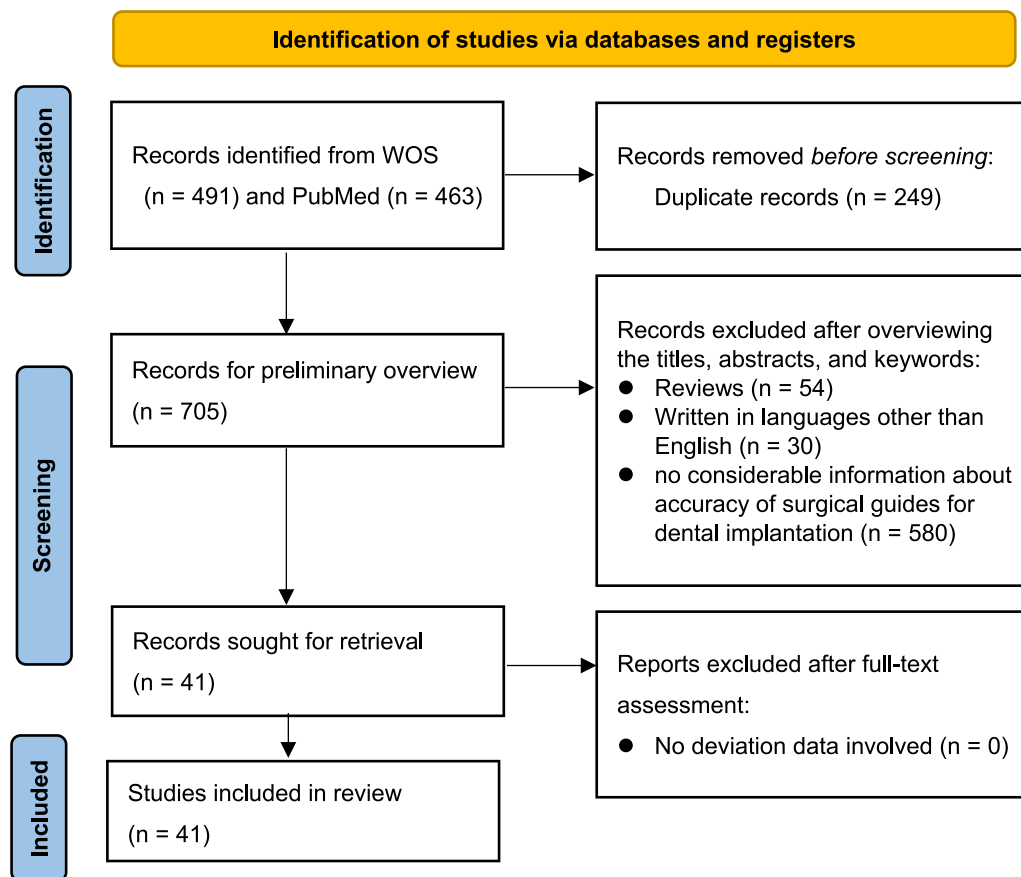 Identification of studies via databases and registers
Identification
Records identified from WOS
(n = 491) and PubMed (n = 463)
Records removed before screening:
Duplicate records (n = 249)
Screening
Records for preliminary overview
(n = 705)
Records excluded after overviewing
the titles, abstracts, and keywords:
● Reviews (n = 54)
● Written in languages other than
English (n = 30)
● no considerable information about
accuracy of surgical guides for
dental implantation (n = 580)
Records sought for retrieval
(n = 41)
Reports excluded after full-text
assessment:
● No deviation data involved (n = 0)
Included
Studies included in review
(n = 41)